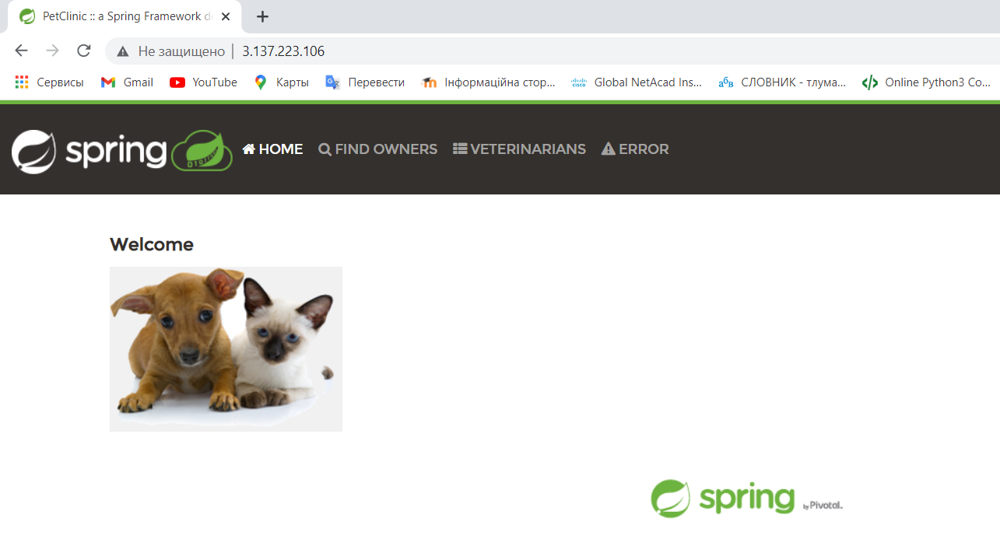 PetClinic :: a Spring Framework d
Не защищено | 3.137.223.106
Сервисы Gmail YouTube Карты Перевести Інформаційна стор... Global NetAcad Ins... СЛОВНИК - тлума... Online Python3 Co...
spring HOME FIND OWNERS VETERINARIANS ERROR
Welcome
spring by Pivotal